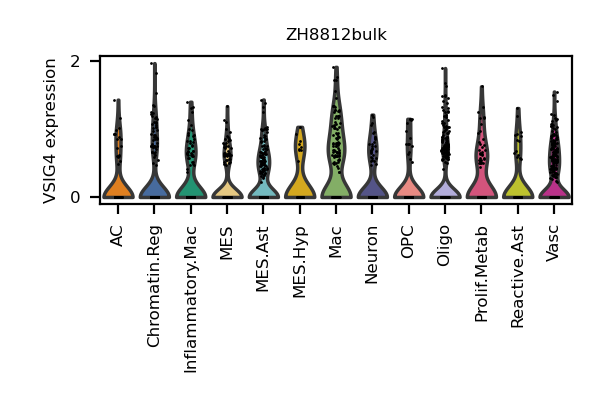 ZH8812bulk
VSIG4 expression
2
0
AC
Chromatin.Reg
Inflammatory.Mac
MES
MES.Ast
MES.Hyp
Mac
Neuron
OPC
Oligo
Prolif.Metab
Reactive.Ast
Vasc